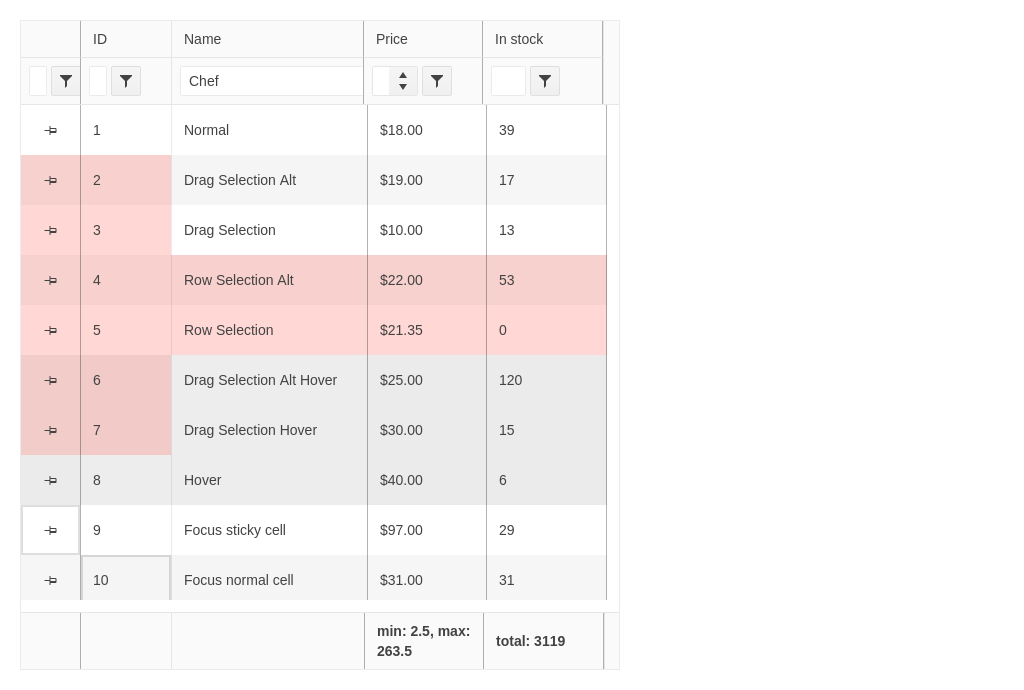 ID Name Price In stock
Chef
1 Normal $18.00 39
2 Drag Selection Alt $19.00 17
3 Drag Selection $10.00 13
4 Row Selection Alt $22.00 53
5 Row Selection $21.35 0
6 Drag Selection Alt Hover $25.00 120
7 Drag Selection Hover $30.00 15
8 Hover $40.00 6
9 Focus sticky cell $97.00 29
10 Focus normal cell $31.00 31
min: 2.5, max:
263.5
total: 3119